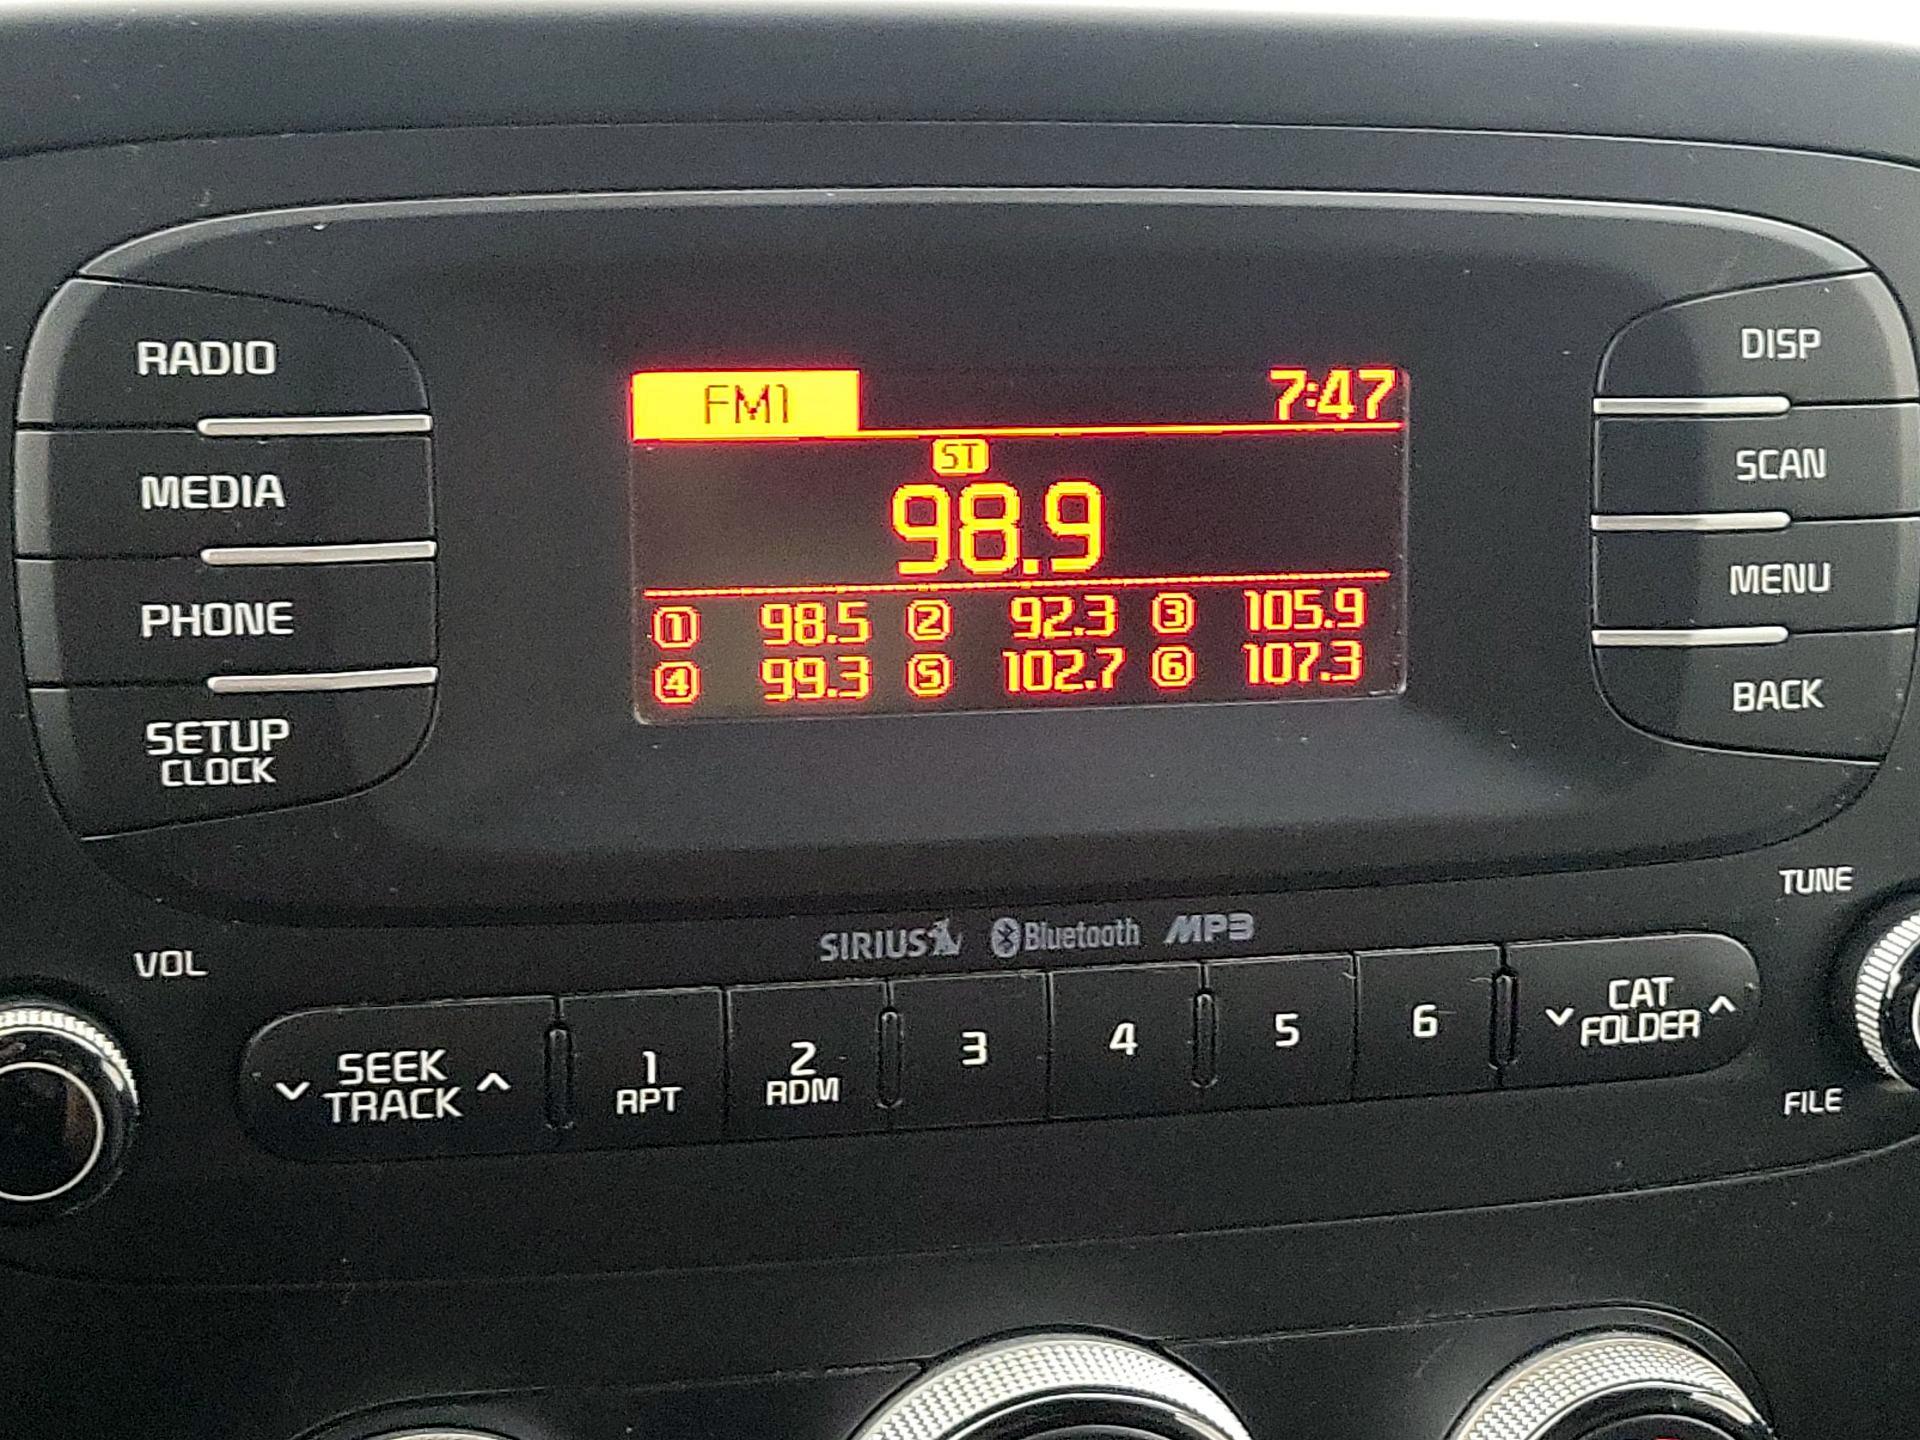 RADIO
MEDIA
PHONE
SETUP
CLOCK
FM1 7:47
ST
98.9
1 98.5 2 92.3 3 105.9
4 99.3 5 102.7 6 107.3
DISP
SCAN
MENU
BACK
SIRIUS Bluetooth MP3
VOL
SEEK
TRACK
1
RPT
2
RDM
3
4
5
6
CAT
FOLDER
TUNE
FILE